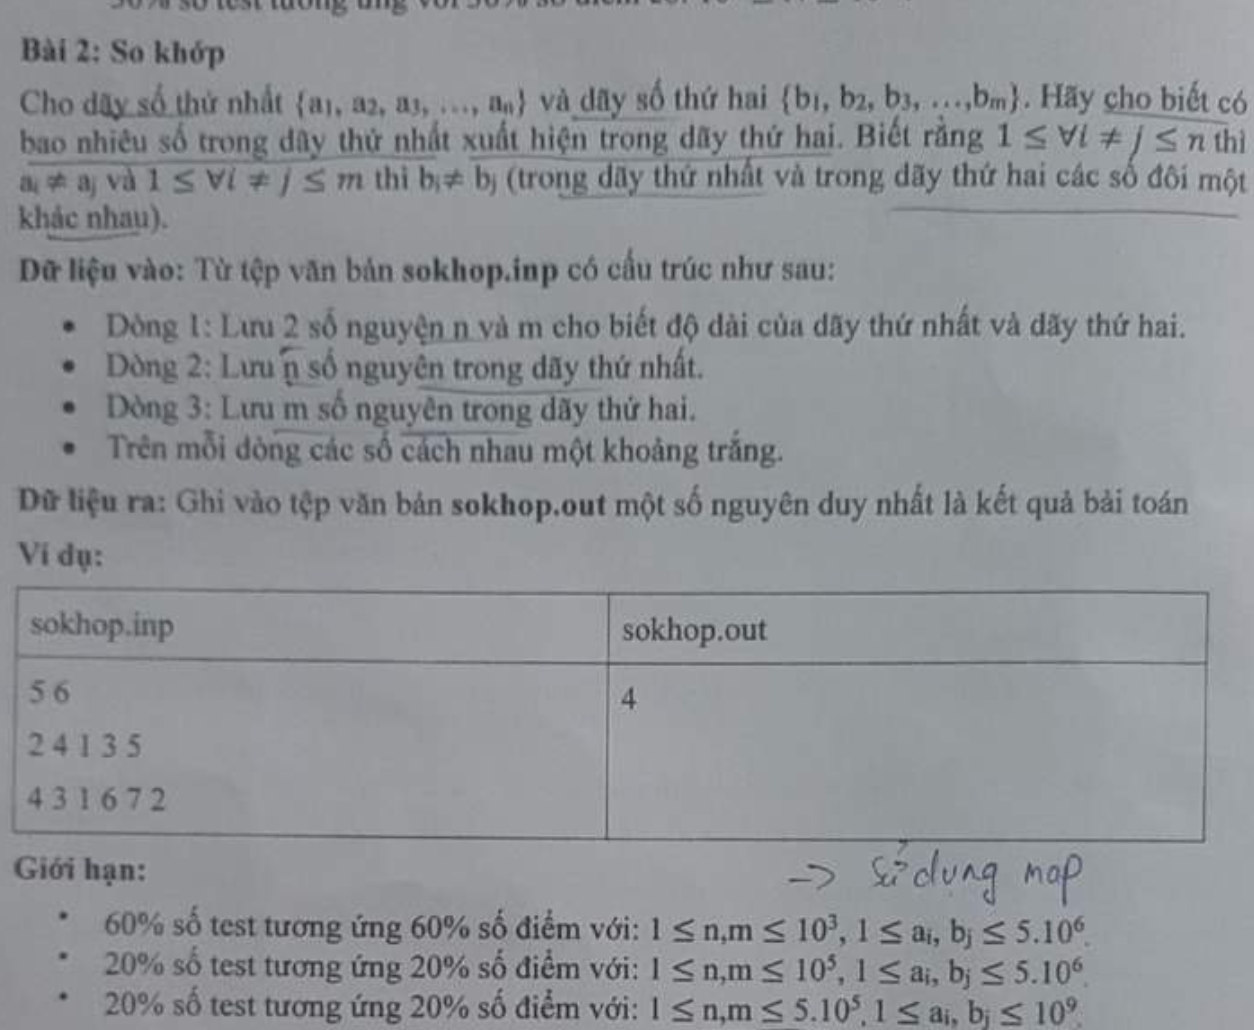 Bài 2: So khớp
Cho dãy số thứ nhất {a₁, a₂, a₃, …, aₙ} và dãy số thứ hai {b₁, b₂, b₃, …,bₘ}. Hãy cho biết có
bao nhiêu số trong dãy thứ nhất xuất hiện trong dãy thứ hai. Biết rằng 1 ≤ ∀i ≠ j ≤ n thì
aᵢ ≠ aⱼ và 1 ≤ ∀i ≠ j ≤ m thì bᵢ≠ bⱼ (trong dãy thứ nhất và trong dãy thứ hai các số đôi một
khác nhau).
Dữ liệu vào: Từ tệp văn bản sokhop.inp có cấu trúc như sau:
• Dòng 1: Lưu 2 số nguyên n và m cho biết độ dài của dãy thứ nhất và dãy thứ hai.
• Dòng 2: Lưu n số nguyên trong dãy thứ nhất.
• Dòng 3: Lưu m số nguyên trong dãy thứ hai.
• Trên mỗi dòng các số cách nhau một khoảng trắng.
Dữ liệu ra: Ghi vào tệp văn bản sokhop.out một số nguyên duy nhất là kết quả bài toán
Ví dụ:
sokhop.inp sokhop.out
5 6 4
2 4 1 3 5
4 3 1 6 7 2
Giới hạn:
→ sử dụng map
• 60% số test tương ứng 60% số điểm với: 1 ≤ n,m ≤ 10³, 1 ≤ aᵢ, bⱼ ≤ 5.10⁶.
• 20% số test tương ứng 20% số điểm với: 1 ≤ n,m ≤ 10⁵, 1 ≤ aᵢ, bⱼ ≤ 5.10⁶.
• 20% số test tương ứng 20% số điểm với: 1 ≤ n,m ≤ 5.10⁵, 1 ≤ aᵢ, bⱼ ≤ 10⁹.